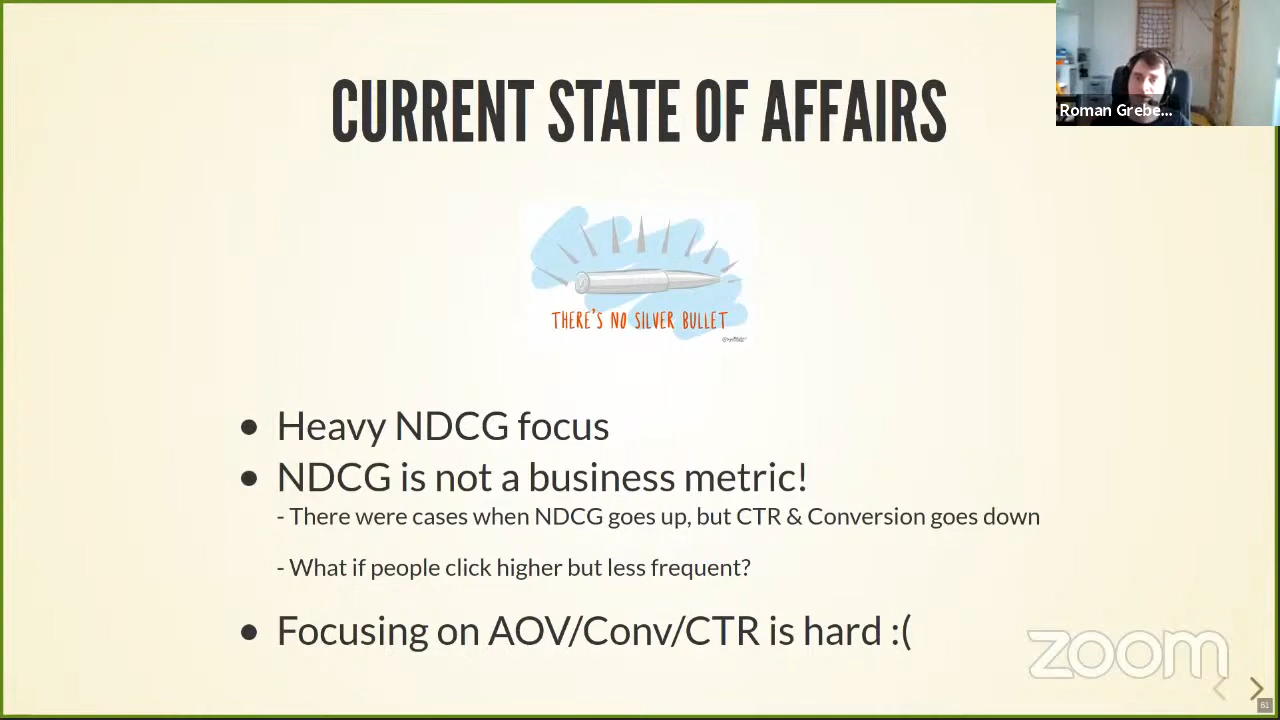 CURRENT STATE OF AFFAIRS
Roman Grebe...
THERE'S NO SILVER BULLET
• Heavy NDCG focus
• NDCG is not a business metric!
- There were cases when NDCG goes up, but CTR & Conversion goes down
- What if people click higher but less frequent?
• Focusing on AOV/Conv/CTR is hard :(
zoom
61